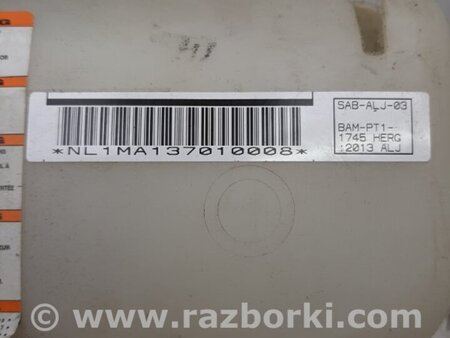 SAB-ALJ-03
BAM-PT1-
1745 HERG
:2013 ALJ
*NL1MA137010008*
© www.razborki.com